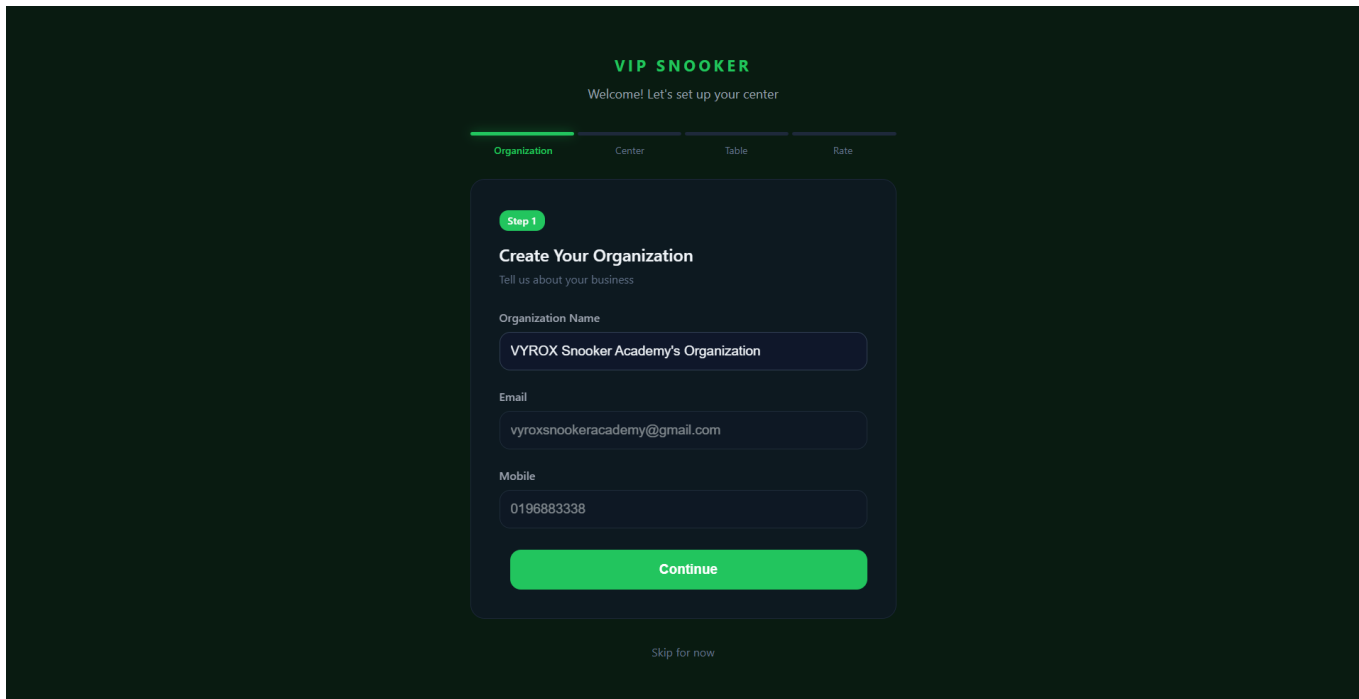 VIP SNOOKER
Welcome! Let's set up your center
Organization
Center
Table
Rate
Step 1
Create Your Organization
Tell us about your business
Organization Name
VYROX Snooker Academy's Organization
Email
vyroxsnookeracademy@gmail.com
Mobile
0196883338
Continue
Skip for now